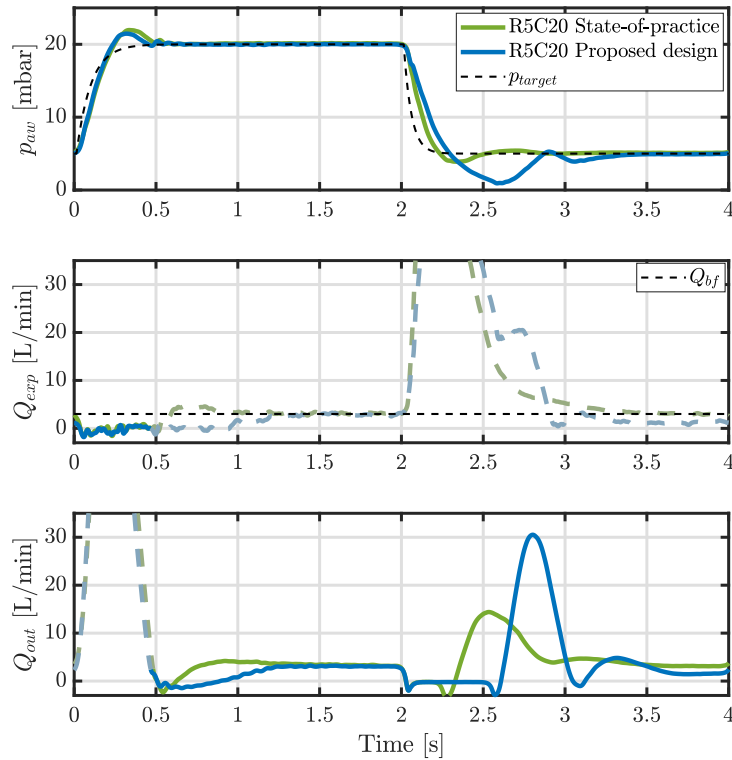 p_aw [mbar]
20
10
0
R5C20 State-of-practice
R5C20 Proposed design
p_target
0 0.5 1 1.5 2 2.5 3 3.5 4
Q_exp [L/min]
30
20
10
0
Q_bf
0 0.5 1 1.5 2 2.5 3 3.5 4
Q_out [L/min]
30
20
10
0
0 0.5 1 1.5 2 2.5 3 3.5 4
Time [s]